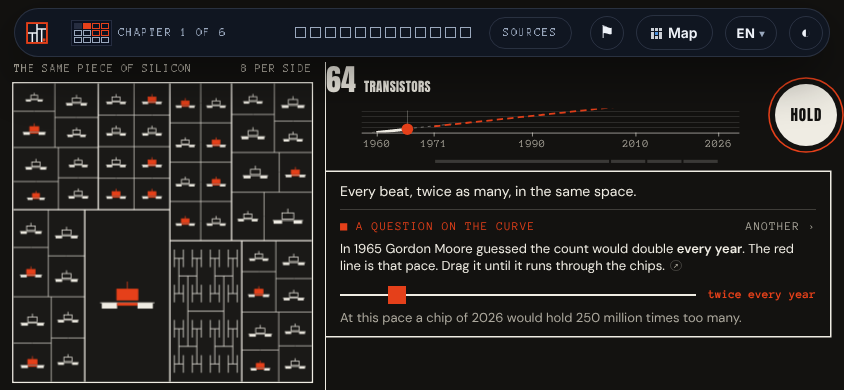 CHAPTER 1 OF 6
SOURCES
Map
EN
THE SAME PIECE OF SILICON
8 PER SIDE
64 TRANSISTORS
HOLD
1960 1971 1990 2010 2026
Every beat, twice as many, in the same space.
A QUESTION ON THE CURVE
ANOTHER ›
In 1965 Gordon Moore guessed the count would double every year. The red
line is that pace. Drag it until it runs through the chips.
twice every year
At this pace a chip of 2026 would hold 250 million times too many.